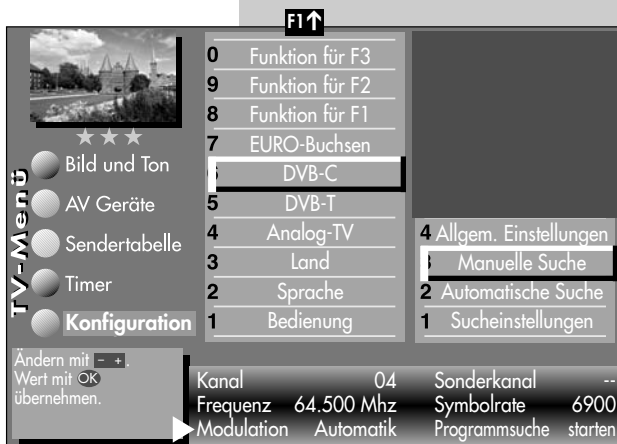 F1↑
0 Funktion für F3
9 Funktion für F2
8 Funktion für F1
7 EURO-Buchsen
6 DVB-C
5 DVB-T
4 Analog-TV
3 Land
2 Sprache
1 Bedienung
TV-Menü
Bild und Ton
AV Geräte
Sendertabelle
Timer
Konfiguration
4 Allgem. Einstellungen
3 Manuelle Suche
2 Automatische Suche
1 Sucheinstellungen
Ändern mit - + .
Wert mit OK
übernehmen.
Kanal 04 Sonderkanal --
Frequenz 64.500 Mhz Symbolrate 6900
Modulation Automatik Programmsuche starten